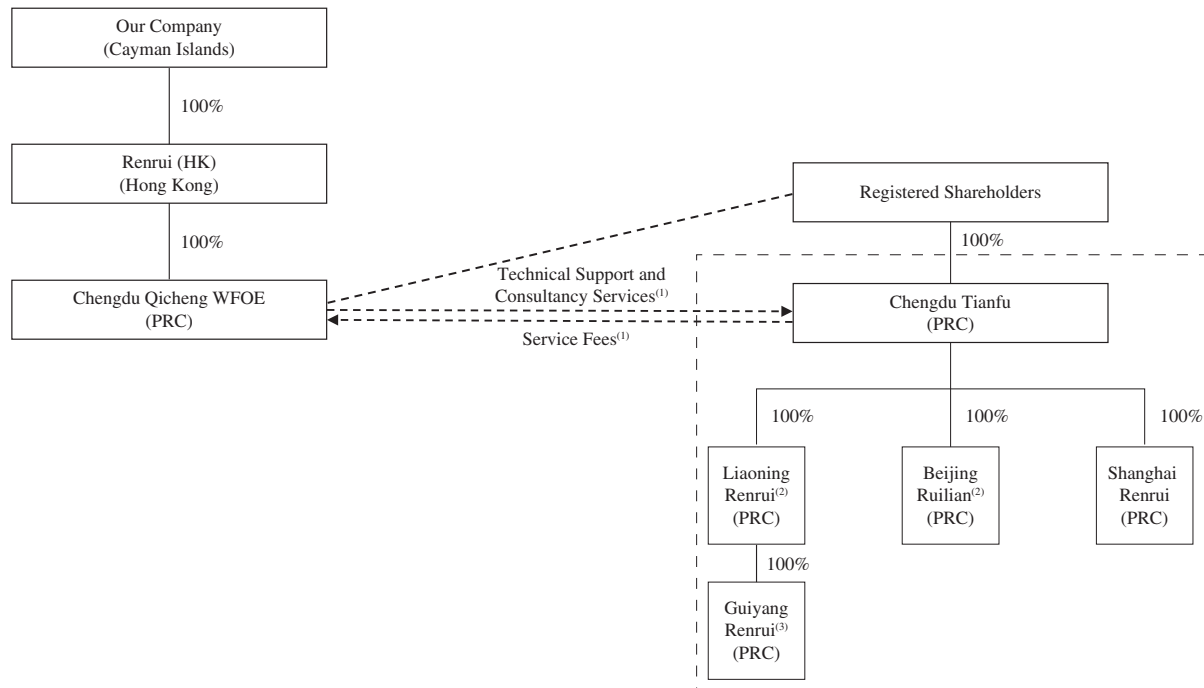 Our Company
(Cayman Islands)
100%
Renrui (HK)
(Hong Kong)
100%
Chengdu Qicheng WFOE
(PRC)
Technical Support and
Consultancy Services(1)
Service Fees(1)
Registered Shareholders
100%
Chengdu Tianfu
(PRC)
100%
100%
100%
Liaoning
Renrui(2)
(PRC)
Beijing
Ruilian(2)
(PRC)
Shanghai
Renrui
(PRC)
100%
Guiyang
Renrui(3)
(PRC)